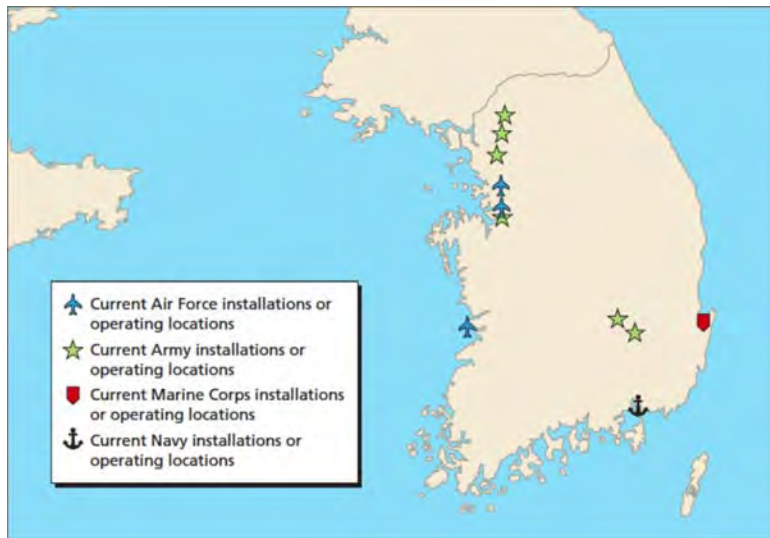 Current Air Force installations or
operating locations
Current Army installations or
operating locations
Current Marine Corps installations
or operating locations
Current Navy installations or
operating locations